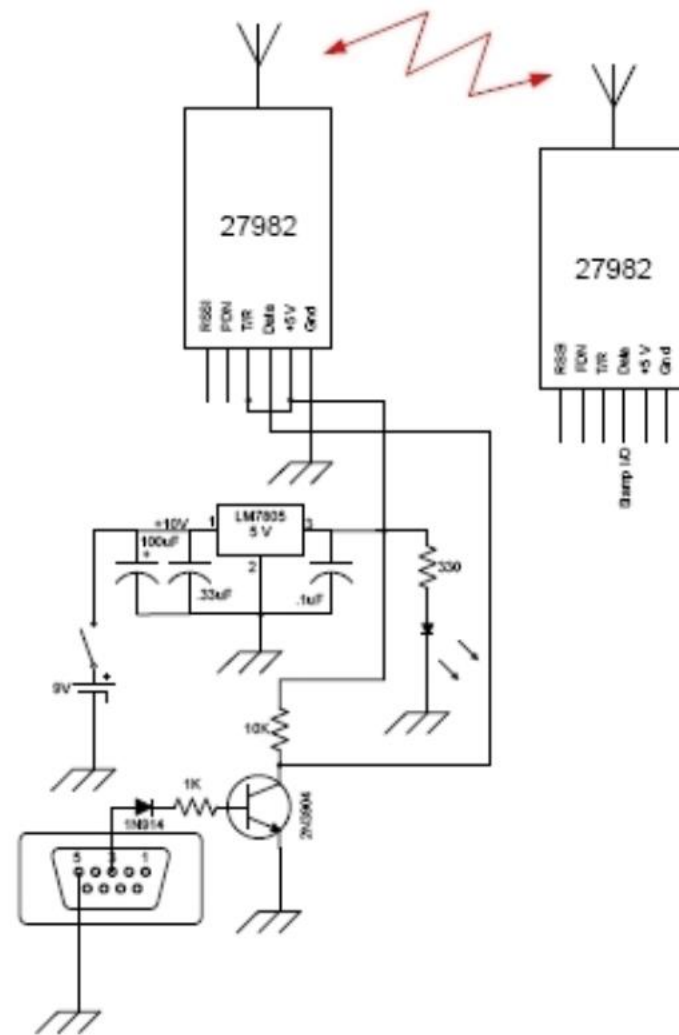 27982
RSSI
PDN
T/R
Data
+5 V
Gnd
27982
RSSI
PDN
T/R
Data
+5 V
Gnd
Stamp I/O
+10V
1
LM7805
5 V
3
2
100uF
+
.33uF
.1uF
330
9V
+
10K
1K
1N914
2N3904
5
3
1